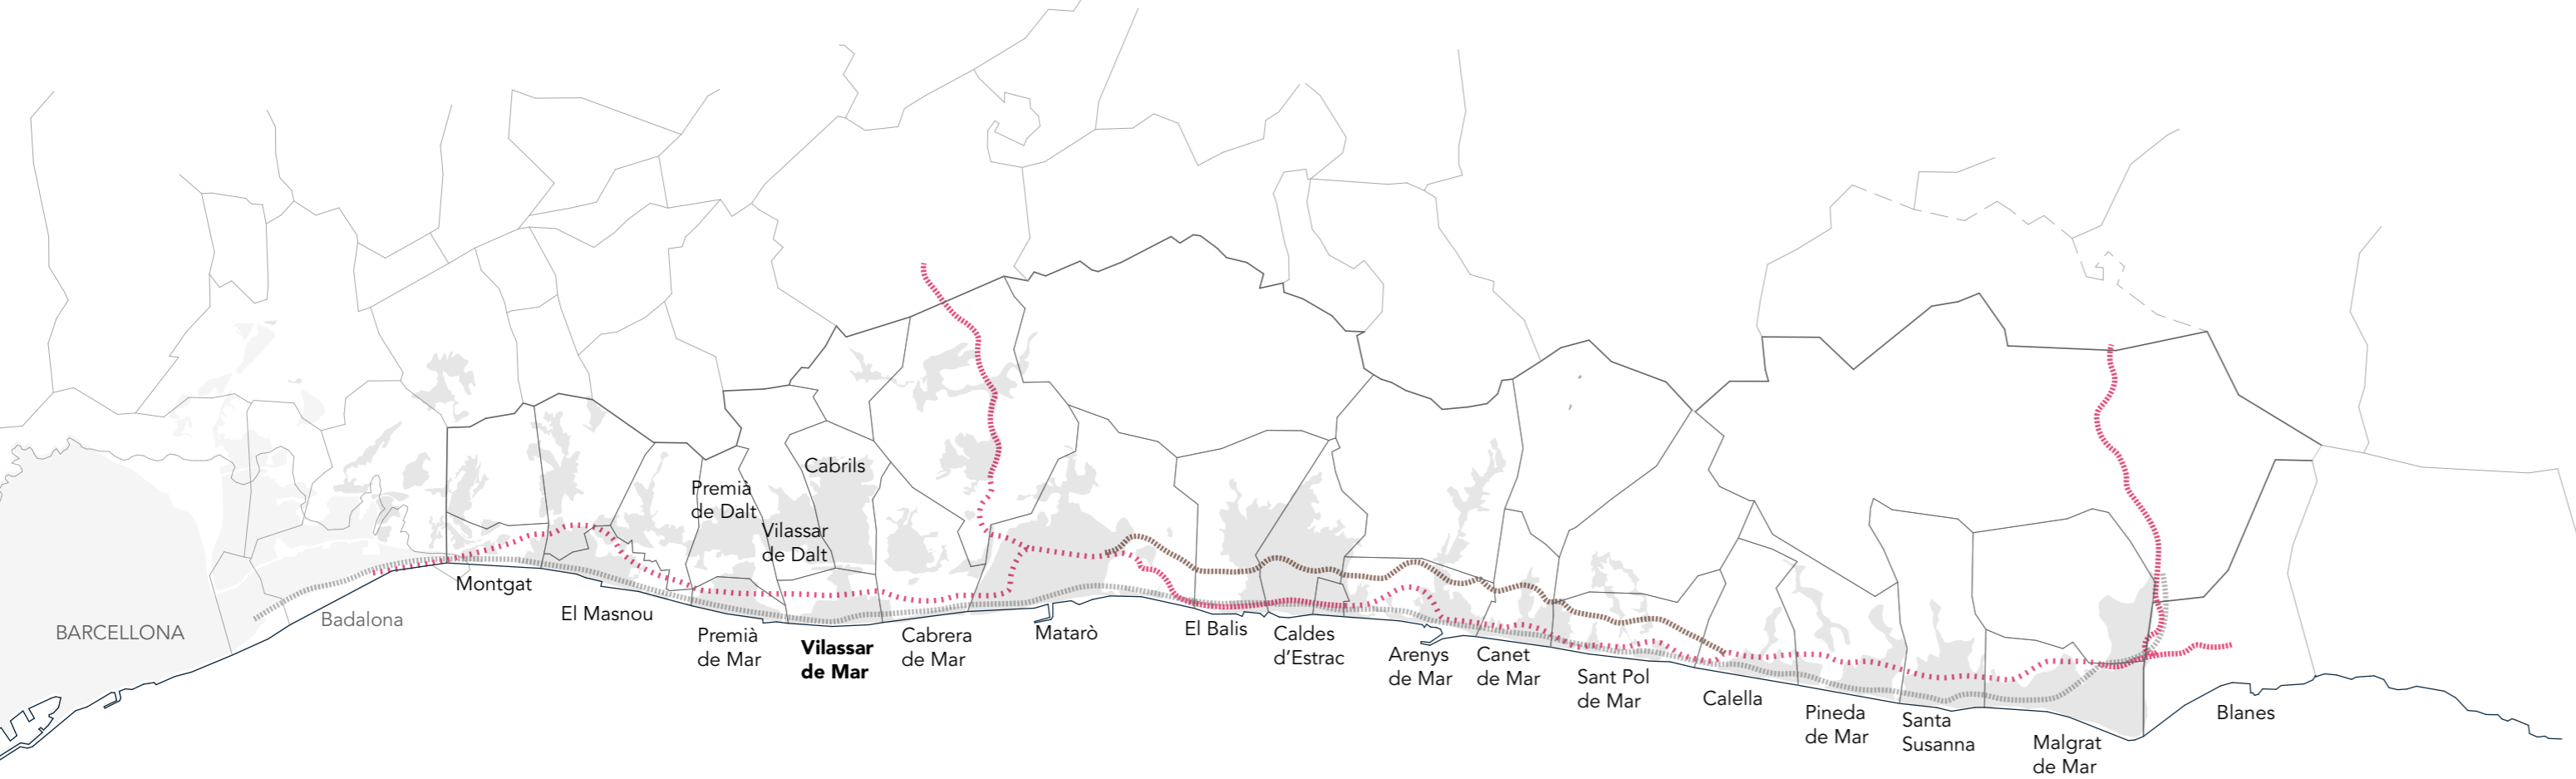 Cabrils
Premià
de Dalt
Vilassar
de Dalt
BARCELLONA
Badalona
Montgat
El Masnou
Premià
de Mar
Vilassar
de Mar
Cabrera
de Mar
Matarò
El Balis
Caldes
d'Estrac
Arenys
de Mar
Canet
de Mar
Sant Pol
de Mar
Calella
Pineda
de Mar
Santa
Susanna
Malgrat
de Mar
Blanes